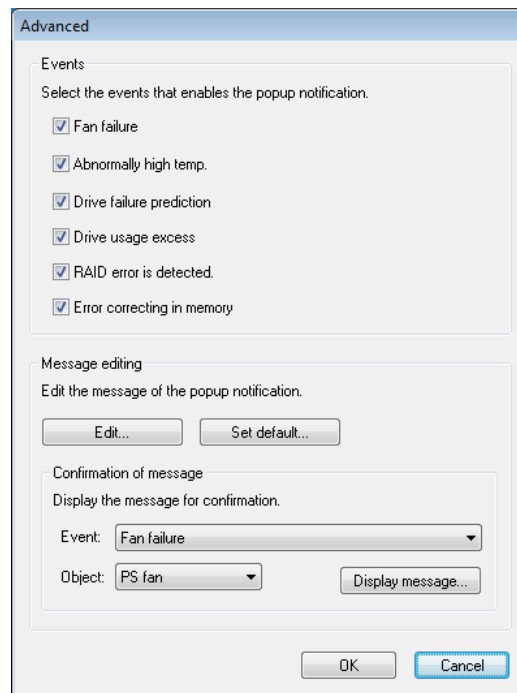 Advanced
Events
Select the events that enables the popup notification.
Fan failure
Abnormally high temp.
Drive failure prediction
Drive usage excess
RAID error is detected.
Error correcting in memory
Message editing
Edit the message of the popup notification.
Edit... Set default...
Confirmation of message
Display the message for confirmation.
Event: Fan failure
Object: PS fan Display message...
OK Cancel